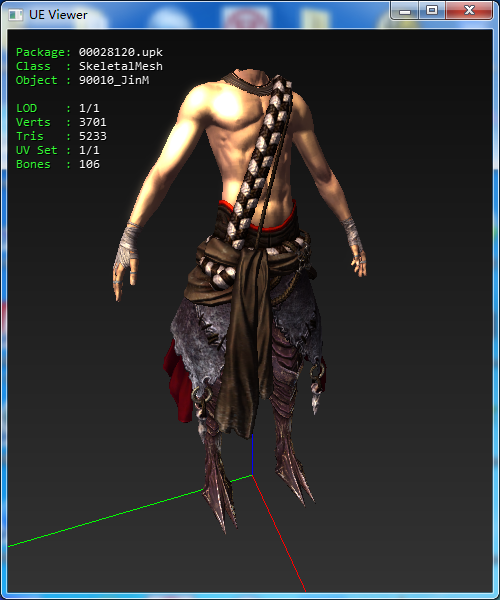 UE Viewer
Package: 00028120.upk
Class : SkeletalMesh
Object : 90010_JinM
LOD : 1/1
Verts : 3701
Tris : 5233
UV Set : 1/1
Bones : 106